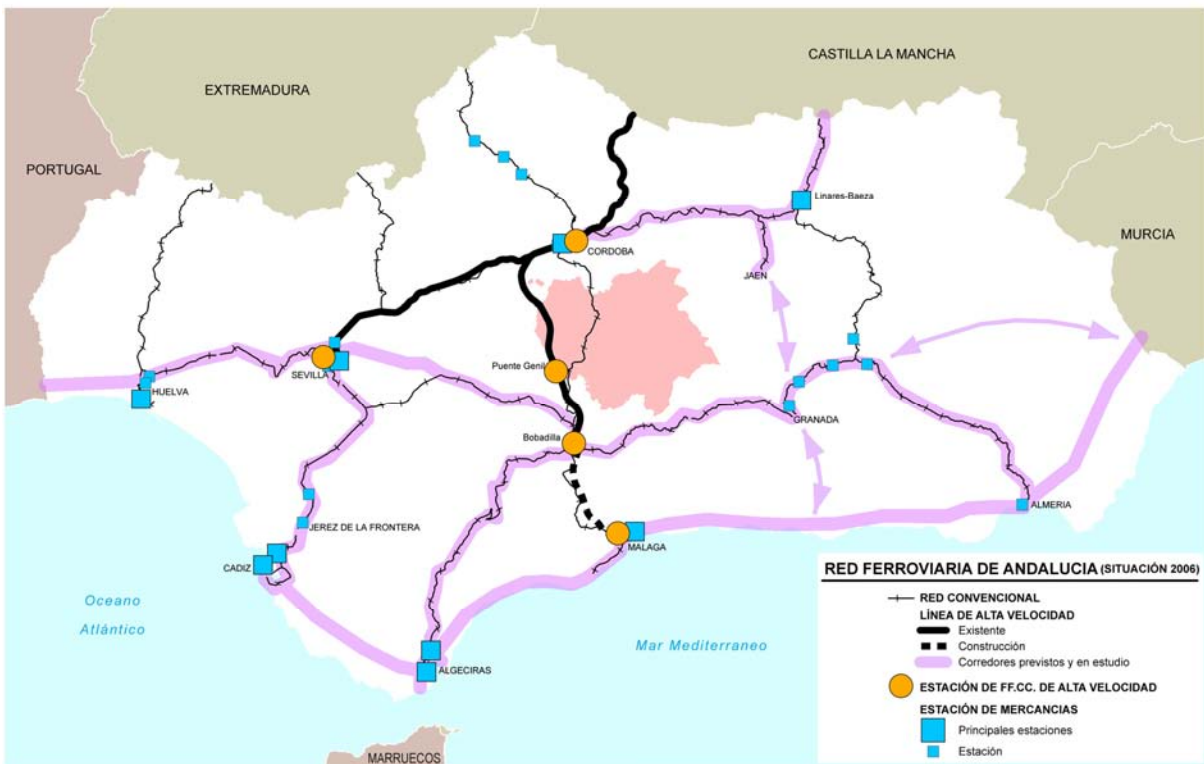 CASTILLA LA MANCHA
EXTREMADURA
PORTUGAL
Linares-Baeza
MURCIA
CORDOBA
JAEN
Puente Genil
SEVILLA
HUELVA
GRANADA
Bobadilla
ALMERIA
JEREZ DE LA FRONTERA
MALAGA
CADIZ
Oceano
Atlántico
Mar Mediterraneo
ALGECIRAS
MARRUECOS
RED FERROVIARIA DE ANDALUCIA (SITUACIÓN 2006)
RED CONVENCIONAL
LÍNEA DE ALTA VELOCIDAD
Existente
Construcción
Corredores previstos y en estudio
ESTACIÓN DE FF.CC. DE ALTA VELOCIDAD
ESTACIÓN DE MERCANCIAS
Principales estaciones
Estación